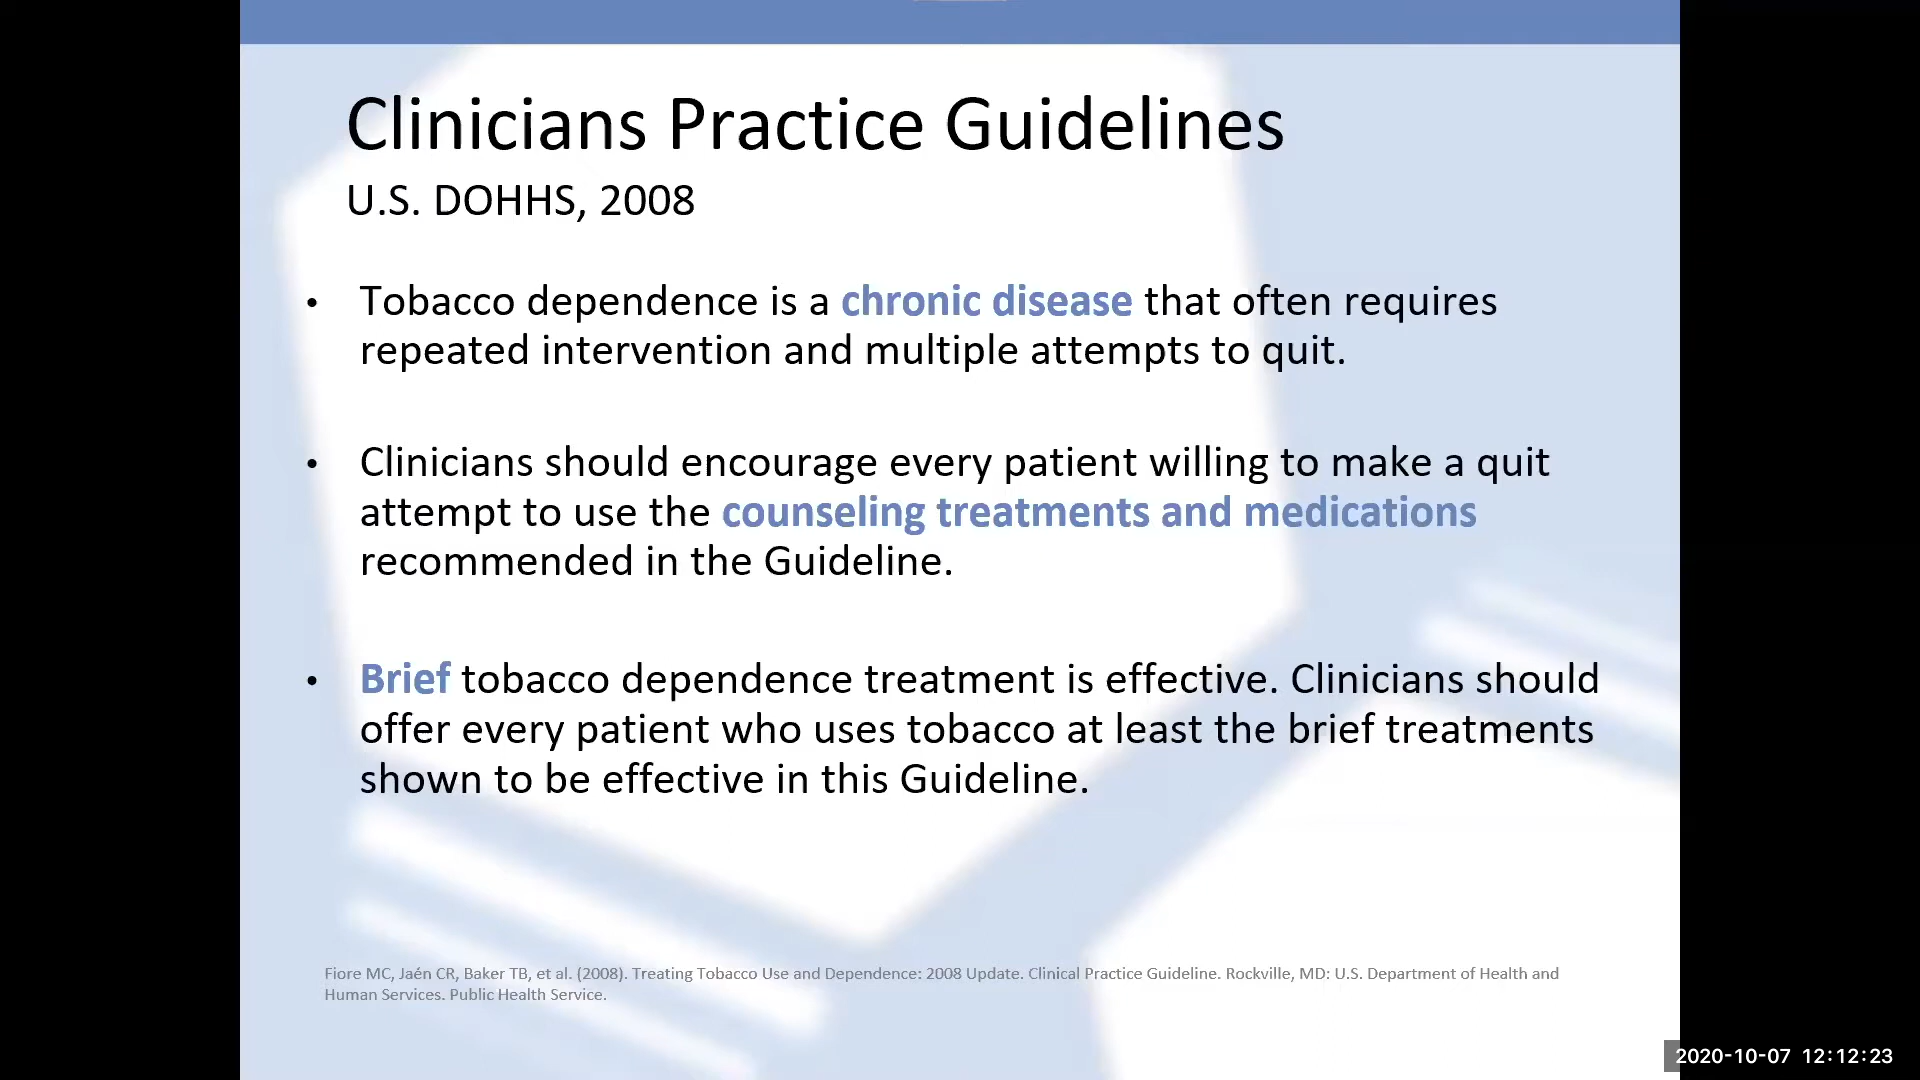 Clinicians Practice Guidelines
U.S. DOHHS, 2008
• Tobacco dependence is a chronic disease that often requires
repeated intervention and multiple attempts to quit.
• Clinicians should encourage every patient willing to make a quit
attempt to use the counseling treatments and medications
recommended in the Guideline.
• Brief tobacco dependence treatment is effective. Clinicians should
offer every patient who uses tobacco at least the brief treatments
shown to be effective in this Guideline.
Fiore MC, Jaén CR, Baker TB, et al. (2008). Treating Tobacco Use and Dependence: 2008 Update. Clinical Practice Guideline. Rockville, MD: U.S. Department of Health and
Human Services. Public Health Service.
2020-10-07 12:12:23